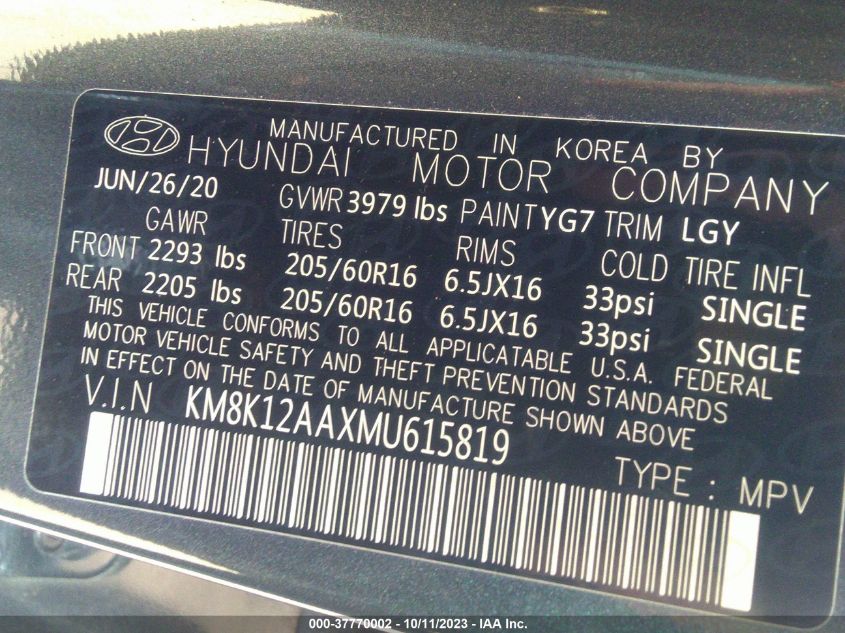 MANUFACTURED IN KOREA BY
HYUNDAI MOTOR COMPANY
JUN/26/20 GVWR 3979 lbs PAINT YG7 TRIM LGY
GAWR TIRES RIMS COLD TIRE INFL
FRONT 2293 lbs 205/60R16 6.5JX16 33psi SINGLE
REAR 2205 lbs 205/60R16 6.5JX16 33psi SINGLE
THIS VEHICLE CONFORMS TO ALL APPLICATABLE U.S.A. FEDERAL
MOTOR VEHICLE SAFETY AND THEFT PREVENTION STANDARDS
IN EFFECT ON THE DATE OF MANUFACTURE SHOWN ABOVE
V.I.N KM8K12AAXMU615819
TYPE : MPV
000-37770002 - 10/11/2023 - IAA Inc.